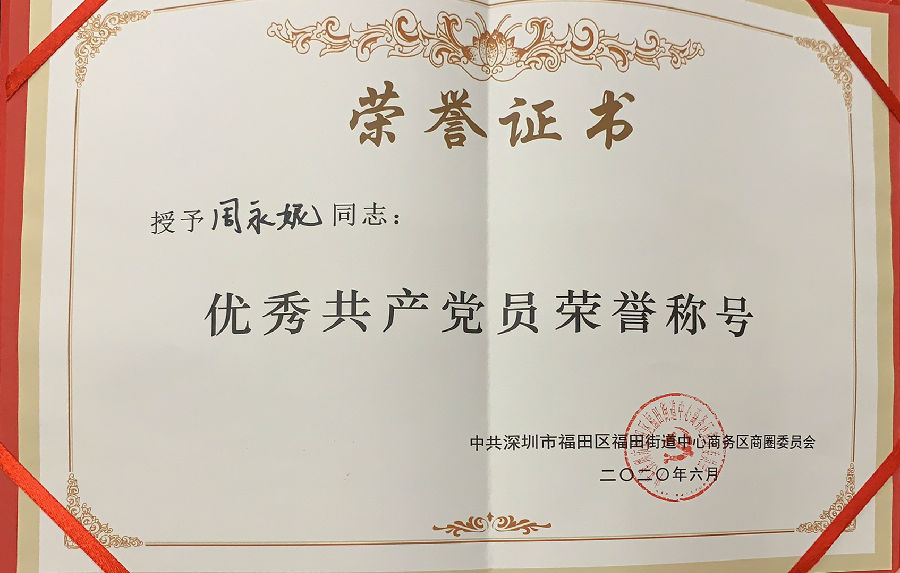 荣誉证书
授予周永妮同志：
优秀共产党员荣誉称号
中共深圳市福田区福田街道中心商务区商圈委员会
二〇二〇年六月